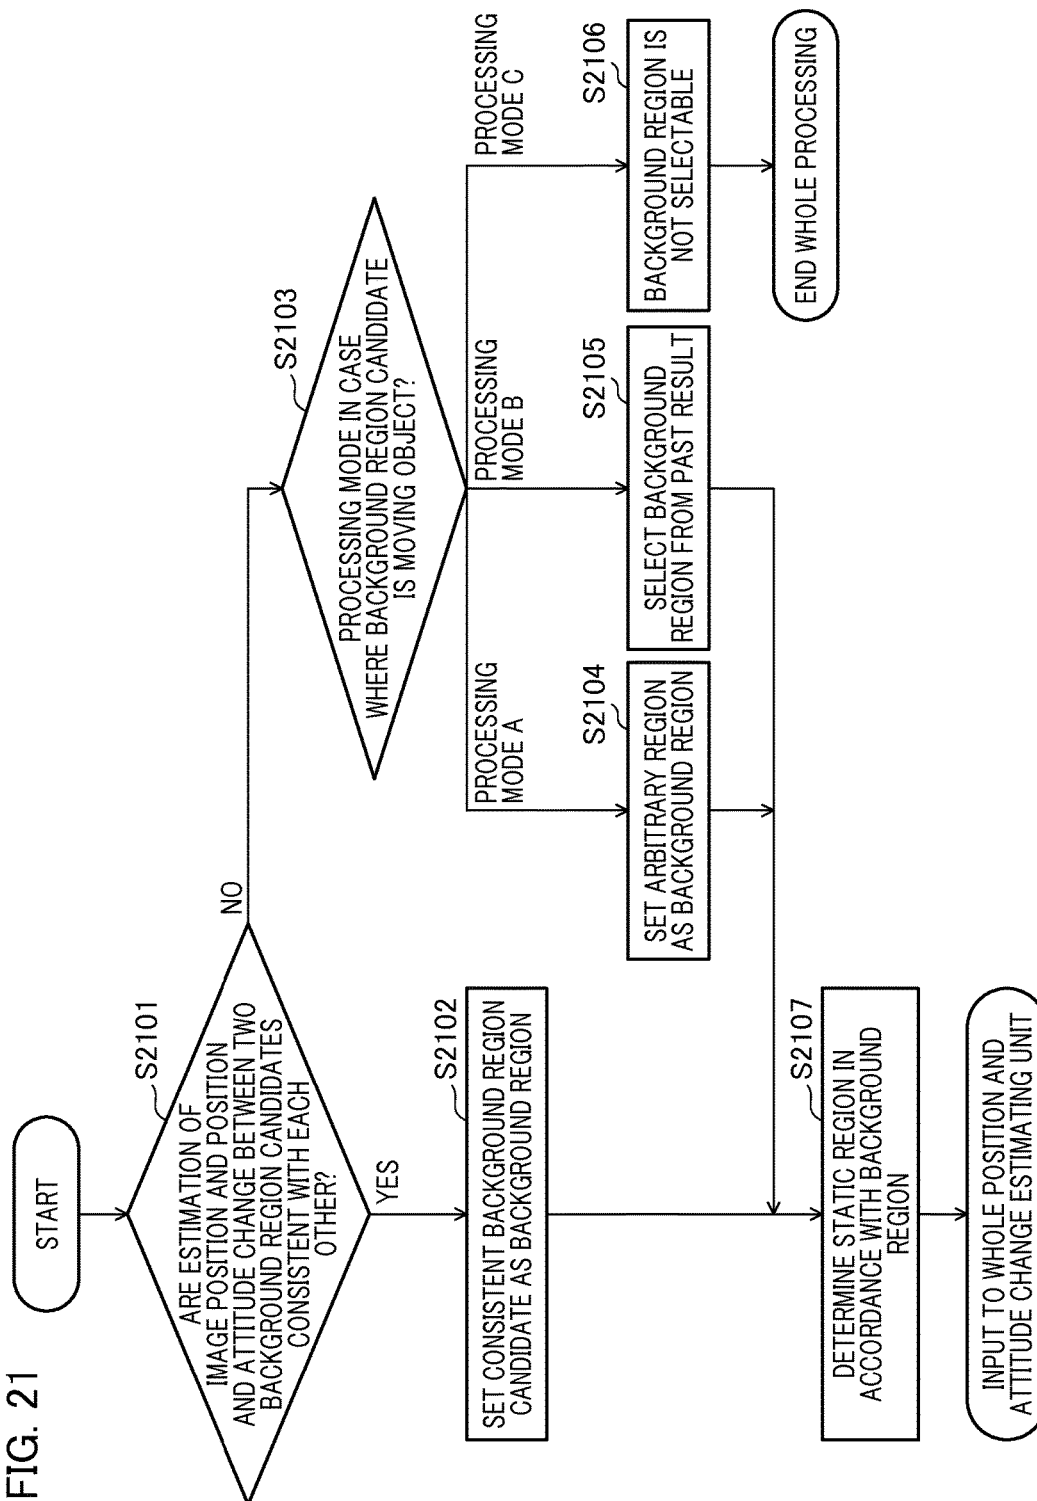 FIG. 21
START
S2101
ARE ESTIMATION OF
IMAGE POSITION AND POSITION
AND ATTITUDE CHANGE BETWEEN TWO
BACKGROUND REGION CANDIDATES
CONSISTENT WITH EACH
OTHER?
NO
YES
S2102
SET CONSISTENT BACKGROUND REGION
CANDIDATE AS BACKGROUND REGION
S2103
PROCESSING MODE IN CASE
WHERE BACKGROUND REGION CANDIDATE
IS MOVING OBJECT?
PROCESSING
MODE A
PROCESSING
MODE B
PROCESSING
MODE C
S2104
SET ARBITRARY REGION
AS BACKGROUND REGION
S2105
SELECT BACKGROUND
REGION FROM PAST RESULT
S2106
BACKGROUND REGION IS
NOT SELECTABLE
END WHOLE PROCESSING
S2107
DETERMINE STATIC REGION IN
ACCORDANCE WITH BACKGROUND
REGION
INPUT TO WHOLE POSITION AND
ATTITUDE CHANGE ESTIMATING UNIT